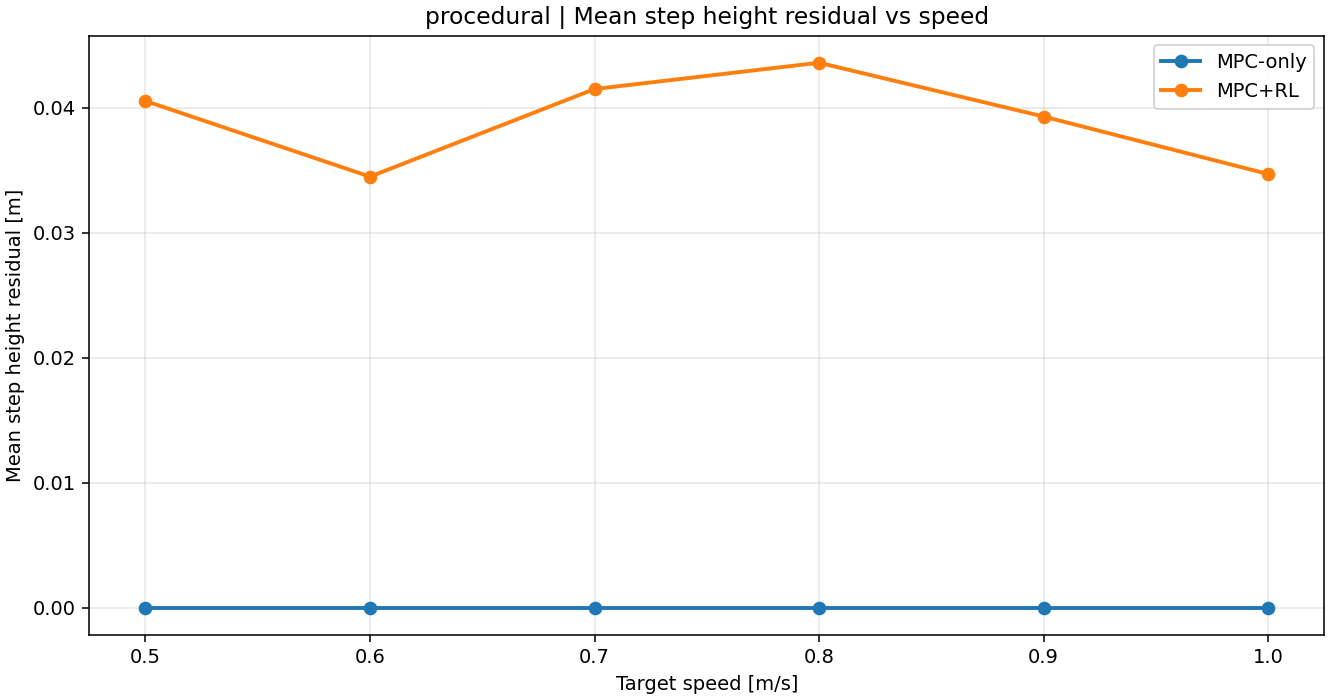 procedural | Mean step height residual vs speed
MPC-only
MPC+RL
Mean step height residual [m]
0.04
0.03
0.02
0.01
0.00
0.5 0.6 0.7 0.8 0.9 1.0
Target speed [m/s]